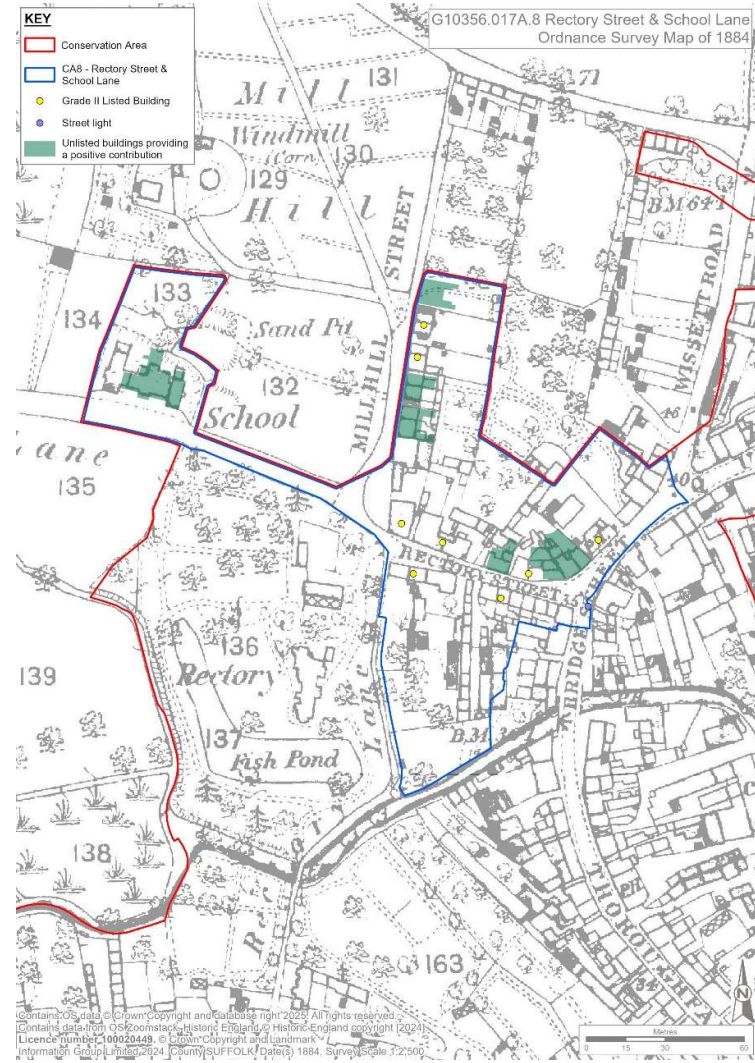 KEY
Conservation Area
CA8 - Rectory Street &
School Lane
Grade II Listed Building
Street light
Unlisted buildings providing
a positive contribution
G10356.017A.8 Rectory Street & School Lane
Ordnance Survey Map of 1884
131
71
Mill
Windmill
(Corn)
130
129
Hill
STREET
B.M.64.1
WISSETT ROAD
133
134
Sand Pit
132
School
MILLHILL
Lane
135
RECTORY STREET
136
Rectory
139
BRIDGE
137
Fish Pond
Lane
B.M.
138
THOROUGHFA
P.H.
163
N
Metres
0 15 30 60
Contains OS data © Crown Copyright and database right 2025. All rights reserved.
Contains data from OS Zoomstack. Historic England © Historic England copyright [2024]
Licence number 100020449. © Crown Copyright and Landmark
Information Group Limited 2024. County SUFFOLK, Date(s) 1884, Survey Scale 1:2,500